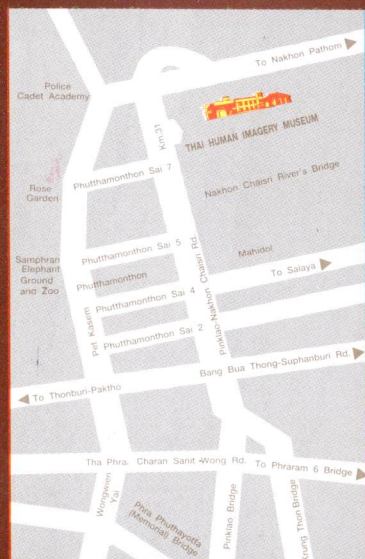 To Nakhon Pathom
Police
Cadet Academy
Km.31
THAI HUMAN IMAGERY MUSEUM
Phutthamonthon Sai 7
Nakhon Chaisri River's Bridge
Rose
Garden
Phutthamonthon Sai 5
Mahidol
Samphran
Elephant
Ground
and Zoo
Phutthamonthon
To Salaya
Phutthamonthon Sai 4
Pet Kasem
Pinklao-Nakhon Chaisri Rd.
Phutthamonthon Sai 2
Bang Bua Thong-Suphanburi Rd.
To Thonburi-Paktho
Tha Phra. Charan Sanit-Wong Rd.
To Phraram 6 Bridge
Wongwien
Yai
Phra Phuthayotfa
(Memorial) Bridge
Pinklao Bridge
Krung Thon Bridge